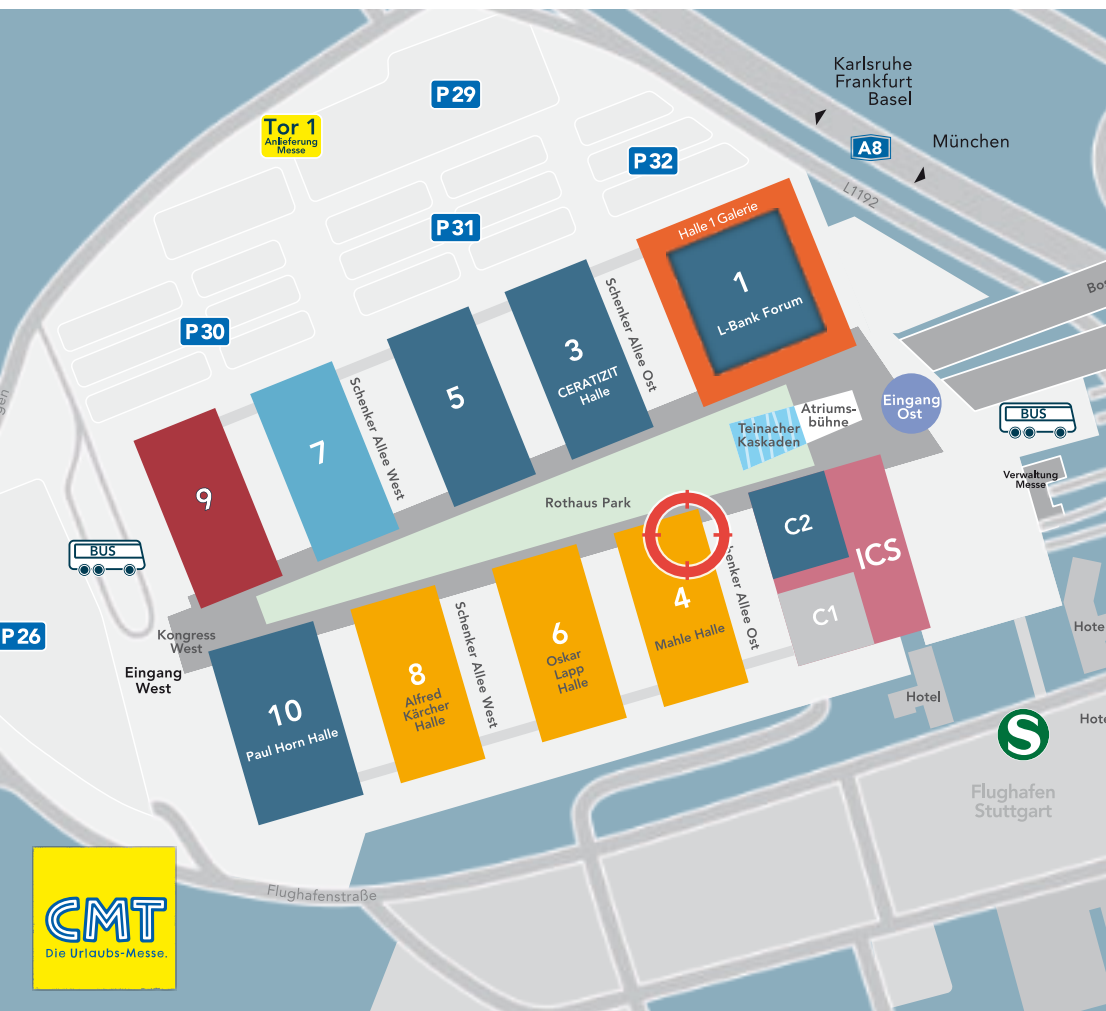 Karlsruhe
Frankfurt
Basel
P29
Tor 1
Anlieferung
Messe
A8
München
P32
L1192
Halle 1 Galerie
P31
1
L-Bank Forum
Schenker Allee Ost
P30
3
CERATIZIT
Halle
5
Schenker Allee West
7
Eingang
Ost
Atriums-
bühne
BUS
Teinacher
Kaskaden
9
Rothaus Park
Verwaltung
Messe
C2
ICS
BUS
4
Mahle Halle
C1
P26
Kongress
West
Eingang
West
Schenker Allee West
6
Oskar
Lapp
Halle
8
Alfred
Kärcher
Halle
10
Paul Horn Halle
Hotel
S
Flughafen
Stuttgart
Flughafenstraße
CMT
Die Urlaubs-Messe.